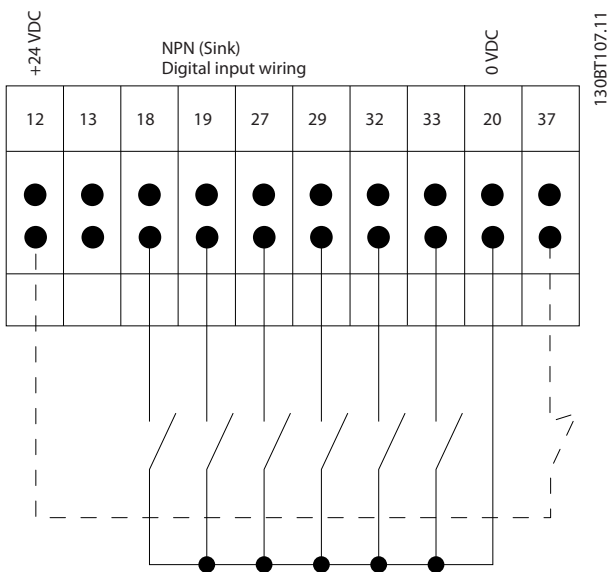 +24 VDC
NPN (Sink)
Digital input wiring
0 VDC
130BT107.11
12 13 18 19 27 29 32 33 20 37